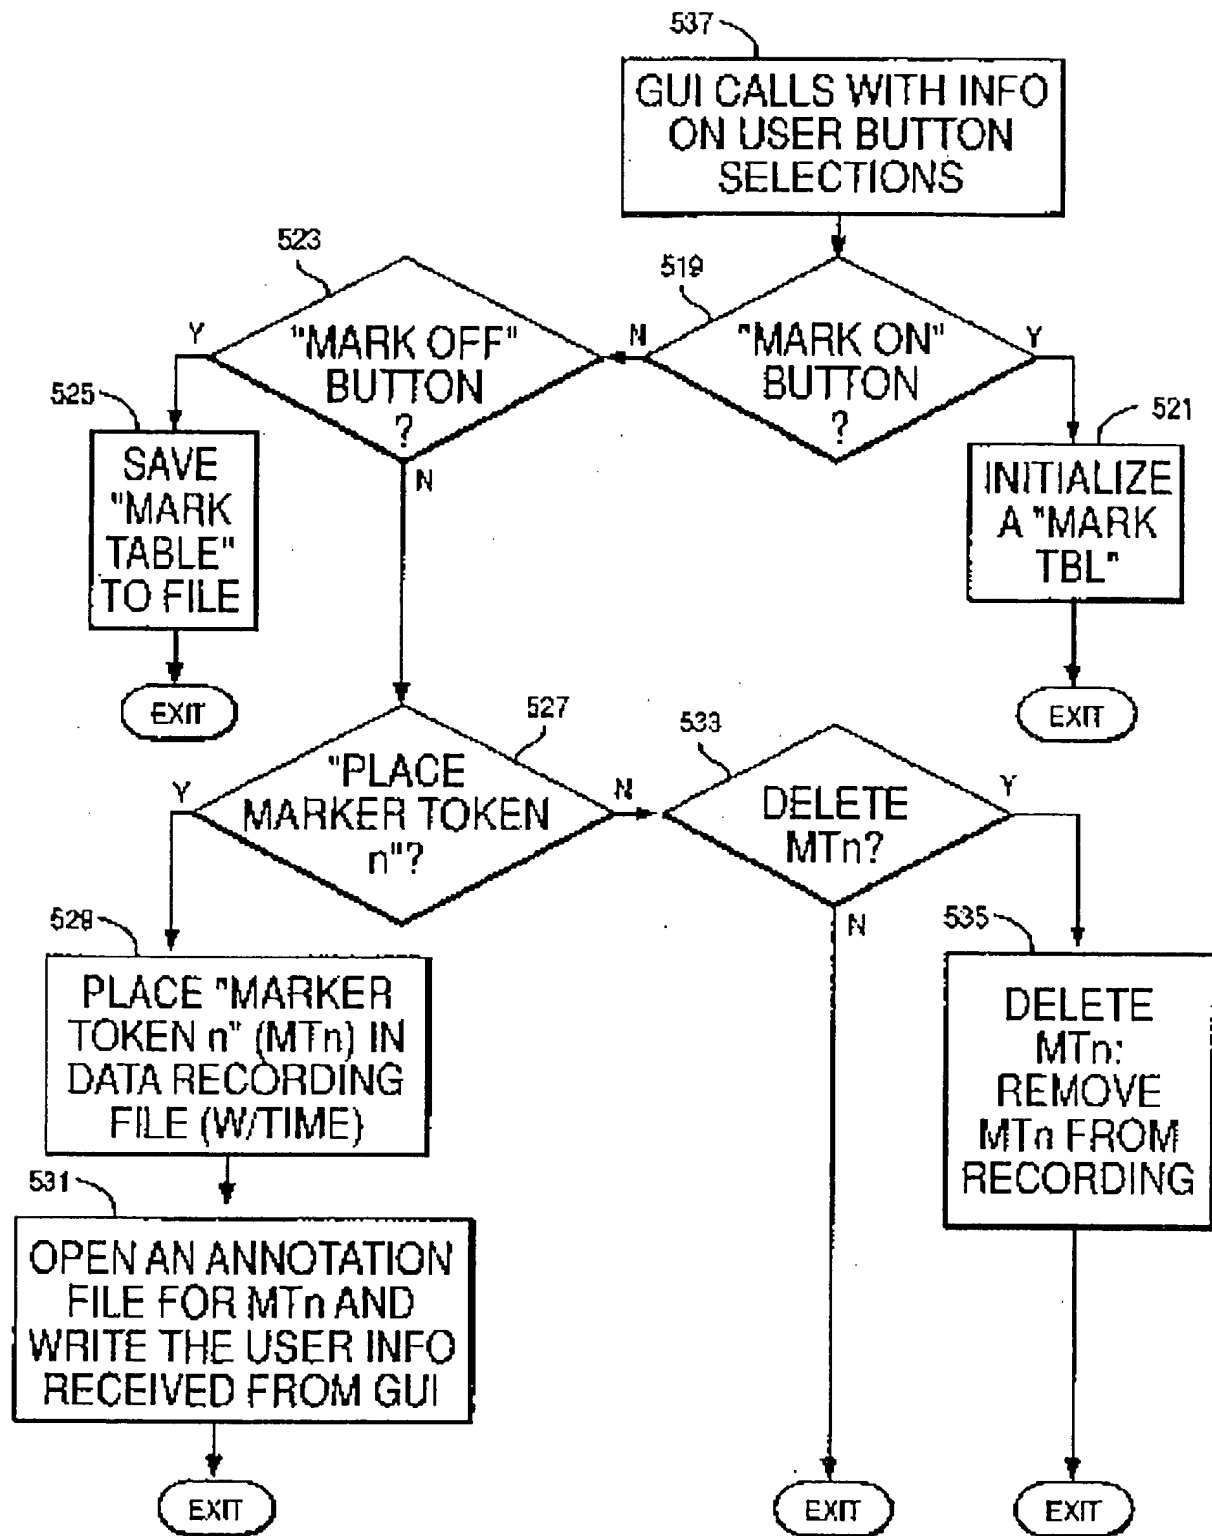 537
GUI CALLS WITH INFO
ON USER BUTTON
SELECTIONS
523
"MARK OFF"
BUTTON
?
Y
N
519
"MARK ON"
BUTTON
?
N
Y
525
SAVE
"MARK
TABLE"
TO FILE
EXIT
521
INITIALIZE
A "MARK
TBL"
EXIT
527
"PLACE
MARKER TOKEN
n"?
Y
N
533
DELETE
MTn?
Y
N
529
PLACE "MARKER
TOKEN n" (MTn) IN
DATA RECORDING
FILE (W/TIME)
535
DELETE
MTn:
REMOVE
MTn FROM
RECORDING
531
OPEN AN ANNOTATION
FILE FOR MTn AND
WRITE THE USER INFO
RECEIVED FROM GUI
EXIT
EXIT
EXIT